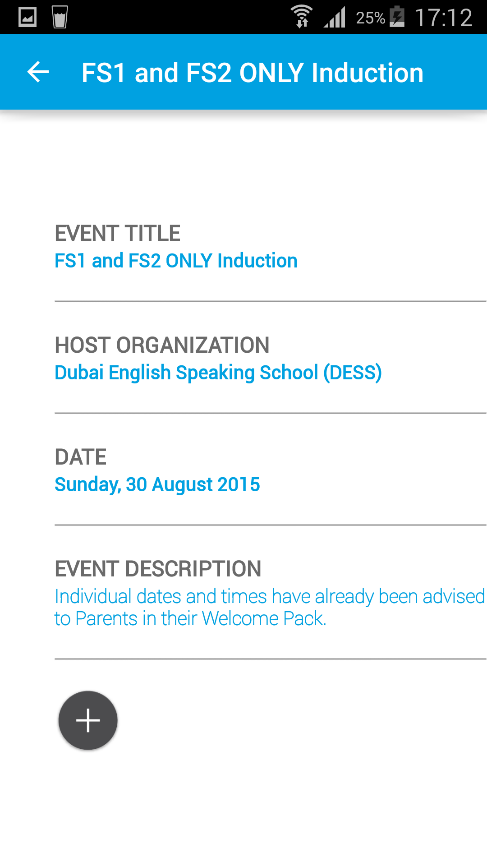 25% 17:12
FS1 and FS2 ONLY Induction
EVENT TITLE
FS1 and FS2 ONLY Induction
HOST ORGANIZATION
Dubai English Speaking School (DESS)
DATE
Sunday, 30 August 2015
EVENT DESCRIPTION
Individual dates and times have already been advised
to Parents in their Welcome Pack.